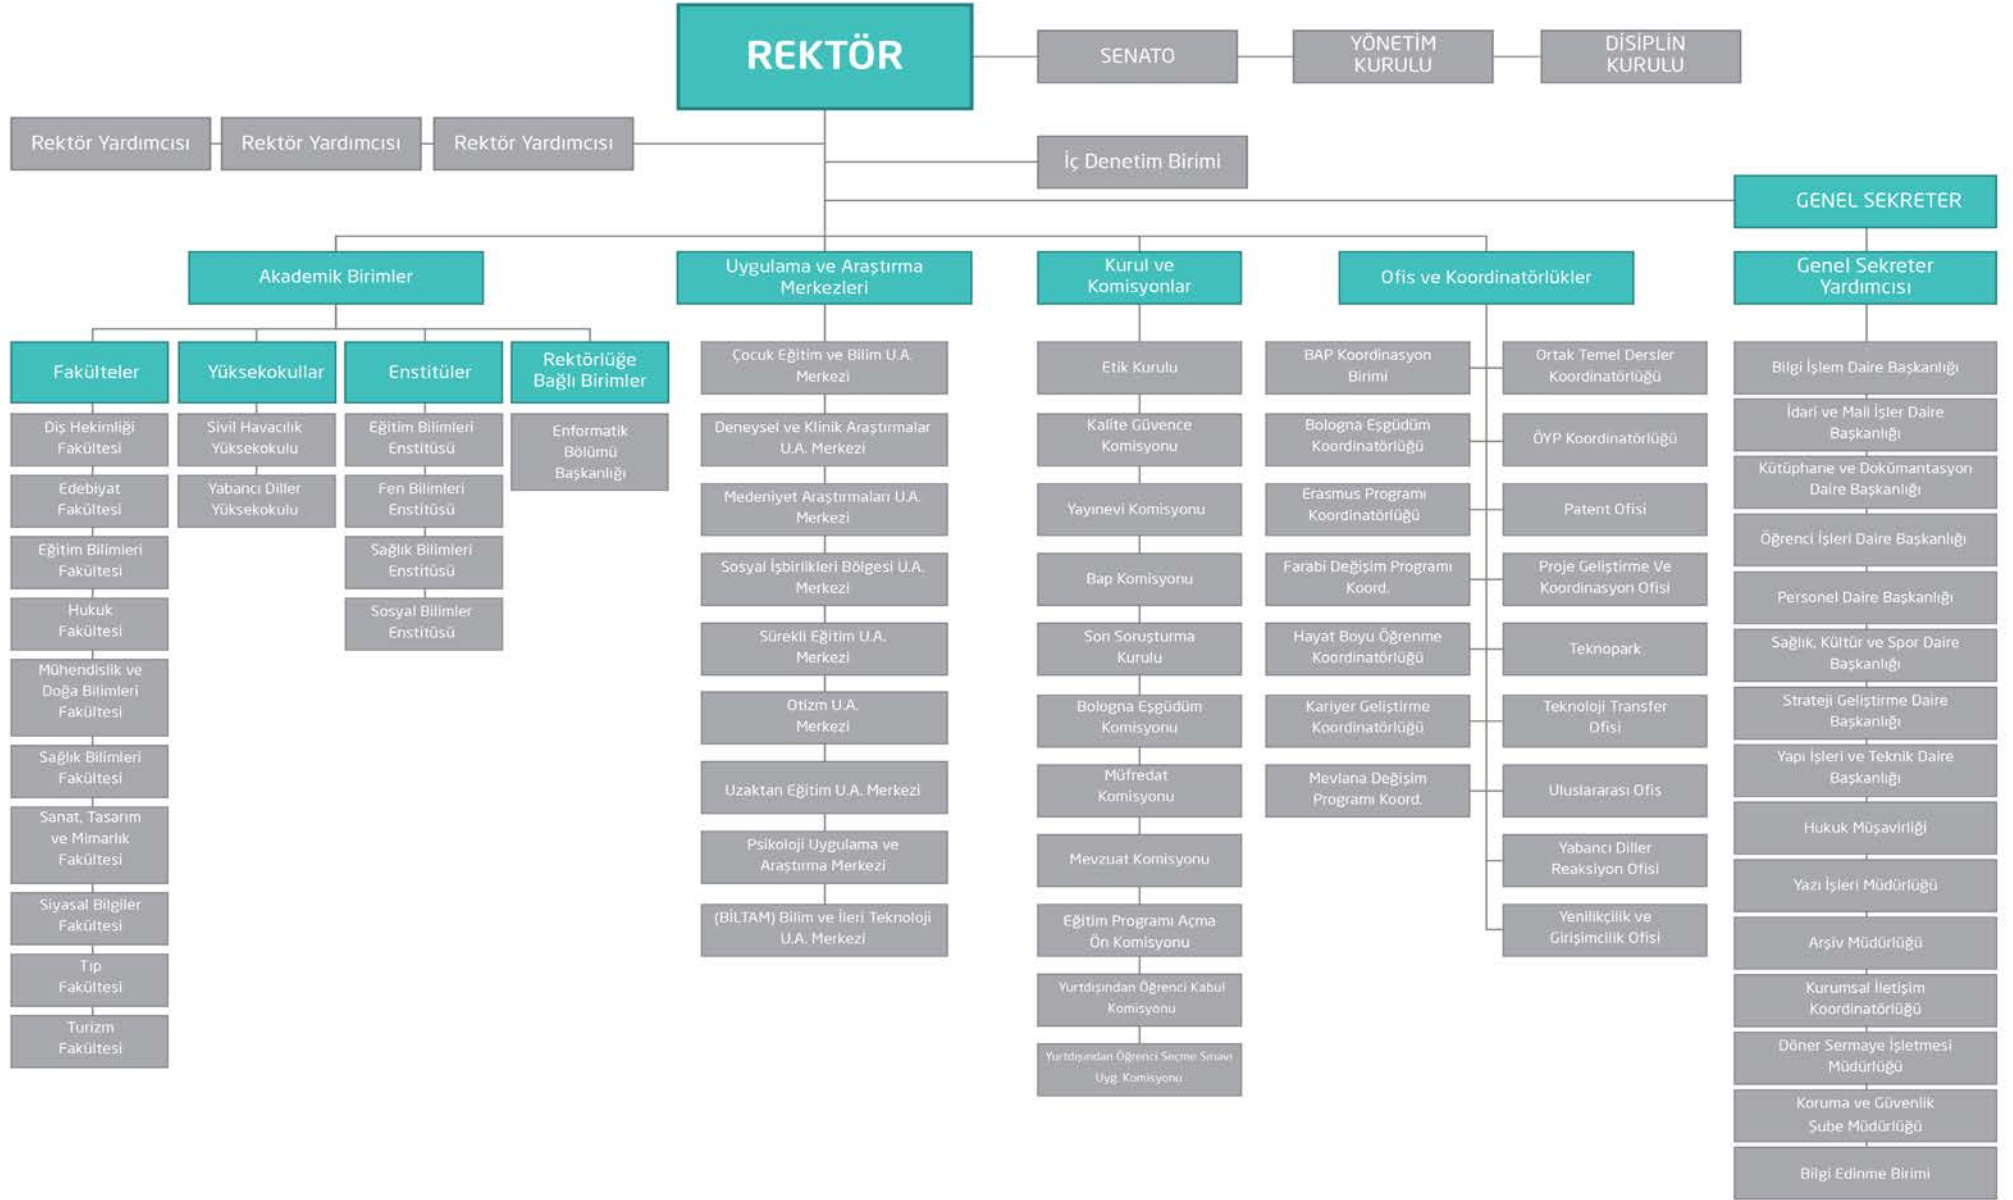 REKTÖR
SENATO
YÖNETİM
KURULU
DİSİPLİN
KURULU
Rektör Yardımcısı
Rektör Yardımcısı
Rektör Yardımcısı
İç Denetim Birimi
GENEL SEKRETER
Genel Sekreter
Yardımcısı
Akademik Birimler
Uygulama ve Araştırma
Merkezleri
Kurul ve
Komisyonlar
Ofis ve Koordinatörlükler
Fakülteler
Diş Hekimliği
Fakültesi
Edebiyat
Fakültesi
Eğitim Bilimleri
Fakültesi
Hukuk
Fakültesi
Mühendislik ve
Doğa Bilimleri
Fakültesi
Sağlık Bilimleri
Fakültesi
Sanat, Tasarım
ve Mimarlık
Fakültesi
Siyasal Bilgiler
Fakültesi
Tıp
Fakültesi
Turizm
Fakültesi
Yüksekokullar
Sivil Havacılık
Yüksekokulu
Yabancı Diller
Yüksekokulu
Enstitüler
Eğitim Bilimleri
Enstitüsü
Fen Bilimleri
Enstitüsü
Sağlık Bilimleri
Enstitüsü
Sosyal Bilimler
Enstitüsü
Rektörlüğe
Bağlı Birimler
Enformatik
Bölümü
Başkanlığı
Çocuk Eğitim ve Bilim U.A.
Merkezi
Deneysel ve Klinik Araştırmalar
U.A. Merkezi
Medeniyet Araştırmaları U.A.
Merkezi
Sosyal İşbirlikleri Bölgesi U.A.
Merkezi
Sürekli Eğitim U.A.
Merkezi
Otizm U.A.
Merkezi
Uzaktan Eğitim U.A. Merkezi
Psikoloji Uygulama ve
Araştırma Merkezi
(BİLTAM) Bilim ve İleri Teknoloji
U.A. Merkezi
Etik Kurulu
Kalite Güvence
Komisyonu
Yayınevi Komisyonu
Bap Komisyonu
Son Soruşturma
Kurulu
Bologna Eşgüdüm
Komisyonu
Müfredat
Komisyonu
Mevzuat Komisyonu
Eğitim Programı Açma
Ön Komisyonu
Yurtdışından Öğrenci Kabul
Komisyonu
Yurtdışından Öğrenci Seçme Sınavı
Uyg. Komisyonu
BAP Koordinasyon
Birimi
Bologna Eşgüdüm
Koordinatörlüğü
Erasmus Programı
Koordinatörlüğü
Farabi Değişim Programı
Koord.
Hayat Boyu Öğrenme
Koordinatörlüğü
Kariyer Geliştirme
Koordinatörlüğü
Mevlana Değişim
Programı Koord.
Ortak Temel Dersler
Koordinatörlüğü
ÖYP Koordinatörlüğü
Patent Ofisi
Proje Geliştirme Ve
Koordinasyon Ofisi
Teknopark
Teknoloji Transfer
Ofisi
Uluslararası Ofis
Yabancı Diller
Reaksiyon Ofisi
Yenilikçilik ve
Girişimcilik Ofisi
Bilgi İşlem Daire Başkanlığı
İdari ve Mali İşler Daire
Başkanlığı
Kütüphane ve Dokümantasyon
Daire Başkanlığı
Öğrenci İşleri Daire Başkanlığı
Personel Daire Başkanlığı
Sağlık, Kültür ve Spor Daire
Başkanlığı
Strateji Geliştirme Daire
Başkanlığı
Yapı İşleri ve Teknik Daire
Başkanlığı
Hukuk Müşavirliği
Yazı İşleri Müdürlüğü
Arşiv Müdürlüğü
Kurumsal İletişim
Koordinatörlüğü
Döner Sermaye İşletmesi
Müdürlüğü
Koruma ve Güvenlik
Şube Müdürlüğü
Bilgi Edinme Birimi